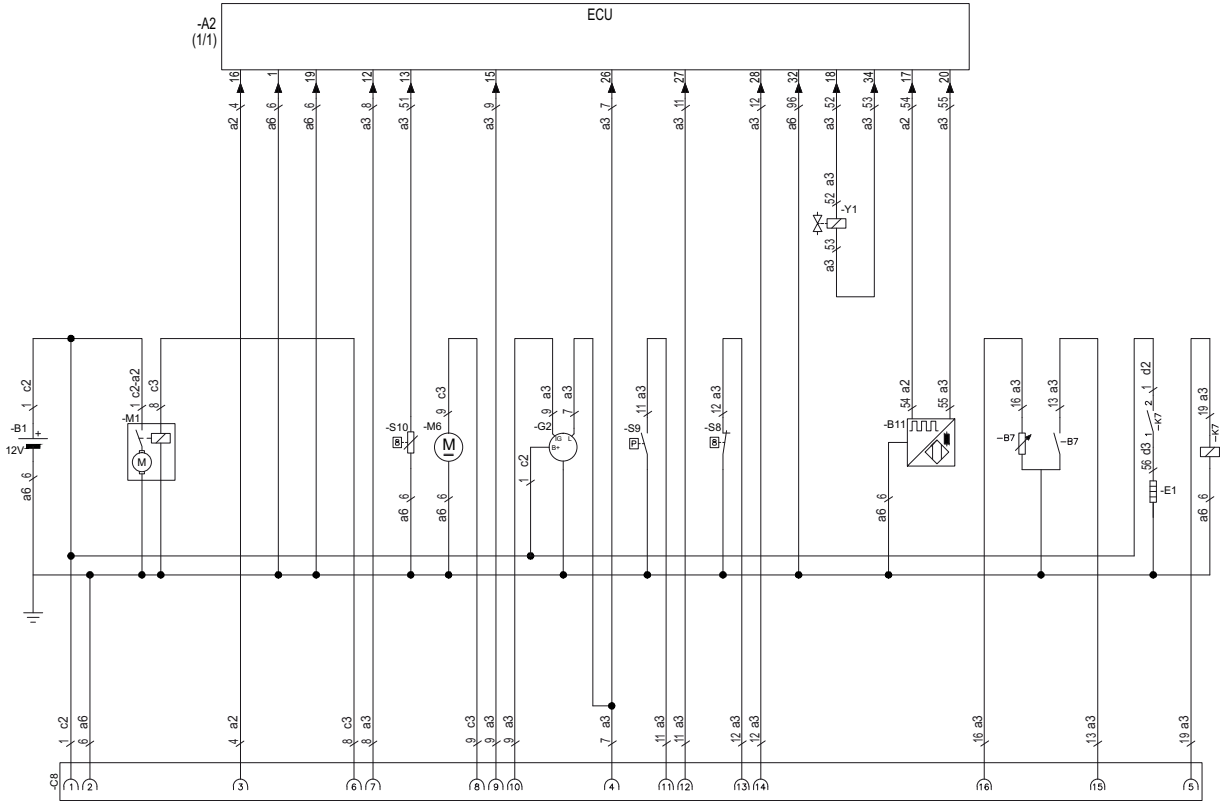 ECU
-A2
(1/1)
16 1 19 12 13 15 26 27 28 32 18 34 17 20
4 6 6 8 51 9 7 11 12 96 52 53 54 55
a2 a6 a6 a3 a3 a3 a3 a3 a3 a6 a3 a3 a2 a3
52 a3
-Y1
a3 53
1 c2
1 c2-a2
8 c3
9 c3
9 a3
7 a3
11 a3
12 a3
54 a2
55 a3
16 a3
13 a3
1 d2
19 a3
-B1
+
12V
-M1
M
-S10
-M6
M
-G2
IG L
B+
-S9
P
-S8
-B11
-B7
-B7
2
-K7
1
56 d3
-E1
-K7
a6 6
a6 6
a6 6
1 c2
a6 6
a6 6
1 c2
6 a6
4 a2
8 c3
8 a3
9 c3
9 a3
9 a3
7 a3
11 a3
11 a3
12 a3
12 a3
16 a3
13 a3
19 a3
-C8
1 2 3 6 7 8 9 10 4 11 12 13 14 16 15 5